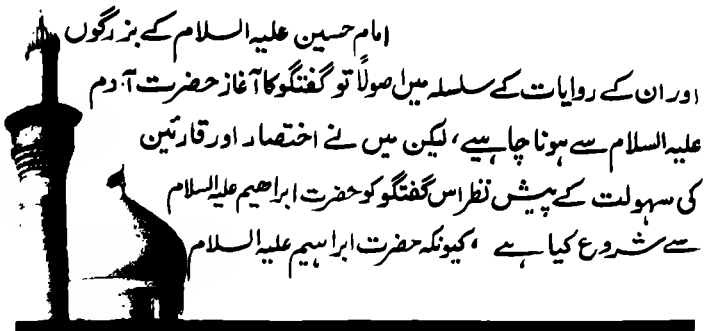 امام حسین علیہ السلام کے بزرگوں
اور ان کے روایات کے سلسلہ میں اصولاً تو گفتگو کا آغاز حضرت آدم
علیہ السلام سے ہونا چاہیے، لیکن میں نے اختصار اور قارئین
کی سہولت کے پیش نظر اس گفتگو کو حضرت ابراھیم علیہ السلام
سے شروع کیا ہے، کیونکہ حضرت ابراہیم علیہ السلام